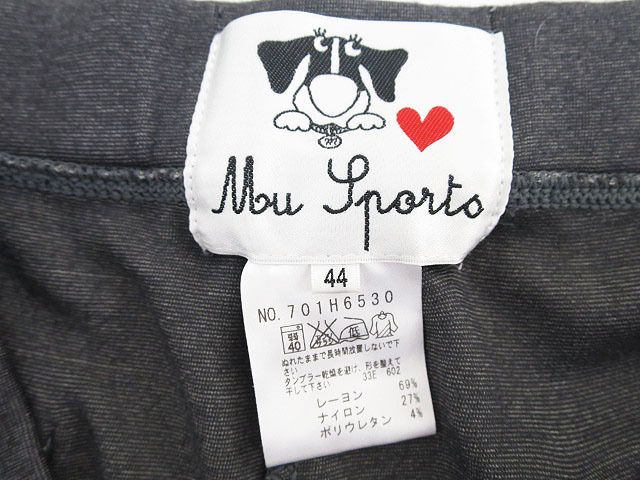 Mu Sports
44
NO.701H6530
40
低
ぬれたままで長時間放置しないで下
さい
タンブラー乾燥を避け、形を整えて
干して下さい 33E 602
レーヨン 69%
ナイロン 27%
ポリウレタン 4%